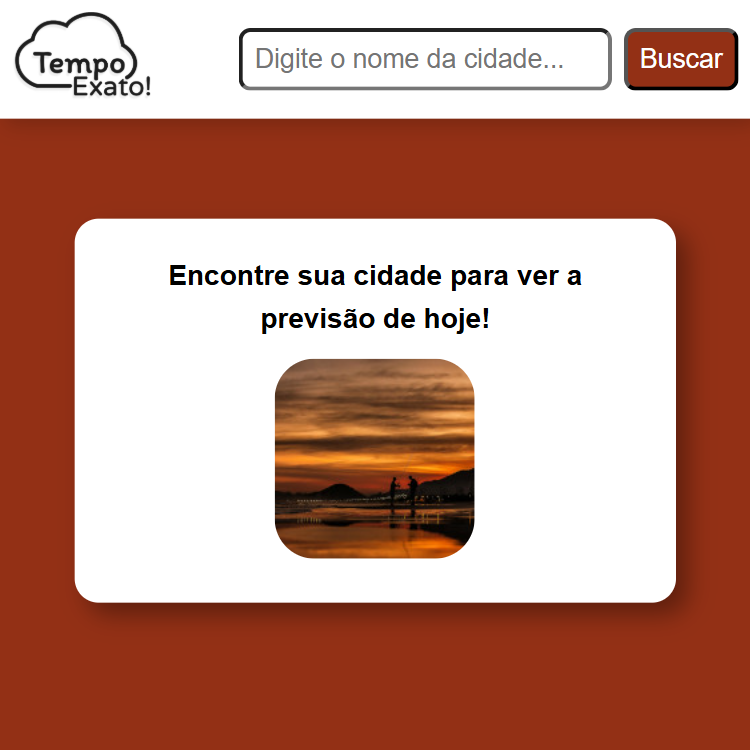 Tempo
Exato!
Digite o nome da cidade...
Buscar
Encontre sua cidade para ver a
previsão de hoje!